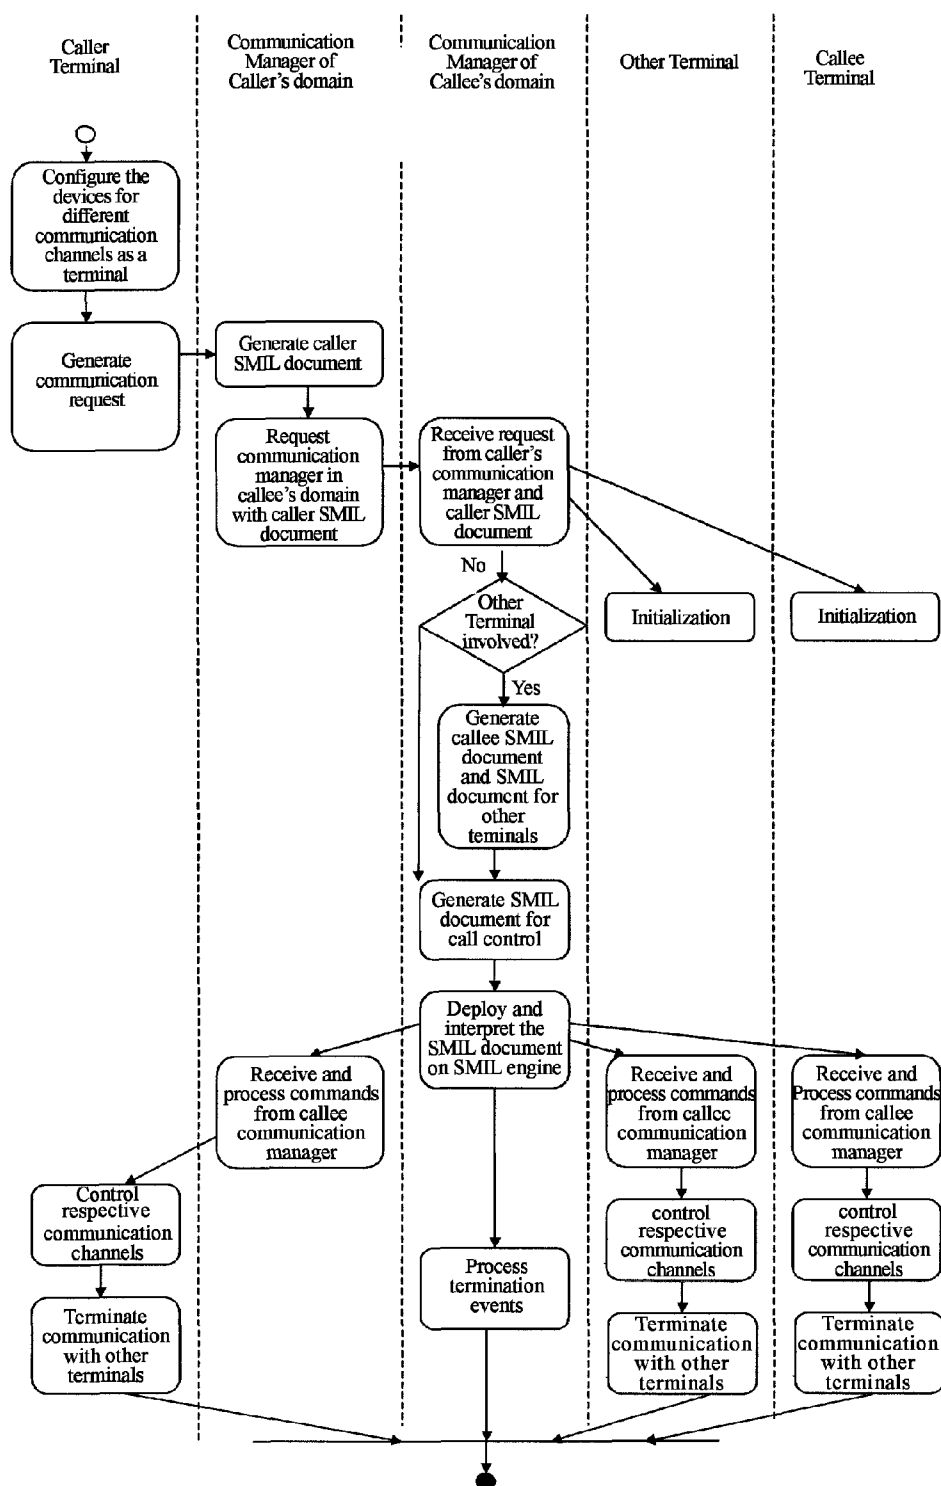 Caller
Terminal
Communication
Manager of
Caller's domain
Communication
Manager of
Callee's domain
Other Terminal
Callee
Terminal
Configure the
devices for
different
communication
channels as a
terminal
Generate
communication
request
Generate caller
SMIL document
Request
communication
manager in
callee's domain
with caller SMIL
document
Receive request
from caller's
communication
manager and
caller SMIL
document
No
Other
Terminal
involved?
Initialization
Initialization
Yes
Generate
callee SMIL
document
and SMIL
document for
other
teminals
Generate SMIL
document for
call control
Deploy and
interpret the
SMIL document
on SMIL engine
Receive and
process commands
from callee
communication
manager
Receive and
process commands
from callee
communication
manager
Receive and
Process commands
from callee
communication
manager
Control
respective
communication
channels
control
respective
communication
channels
control
respective
communication
channels
Process
termination
events
Terminate
communication
with other
terminals
Terminate
communication
with other
terminals
Terminate
communication
with other
terminals